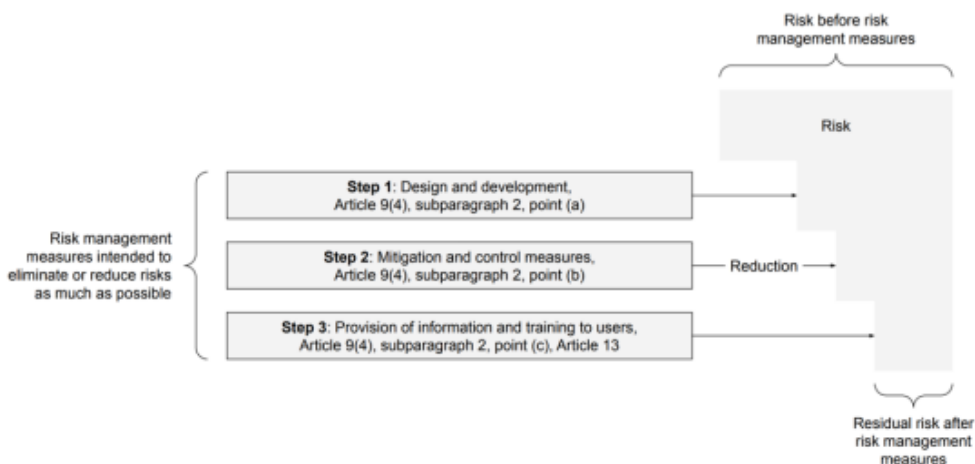 Risk before risk
management measures
Risk
Step 1: Design and development,
Article 9(4), subparagraph 2, point (a)
Risk management
measures intended to
eliminate or reduce risks
as much as possible
Step 2: Mitigation and control measures,
Article 9(4), subparagraph 2, point (b)
Reduction
Step 3: Provision of information and training to users,
Article 9(4), subparagraph 2, point (c), Article 13
Residual risk after
risk management
measures